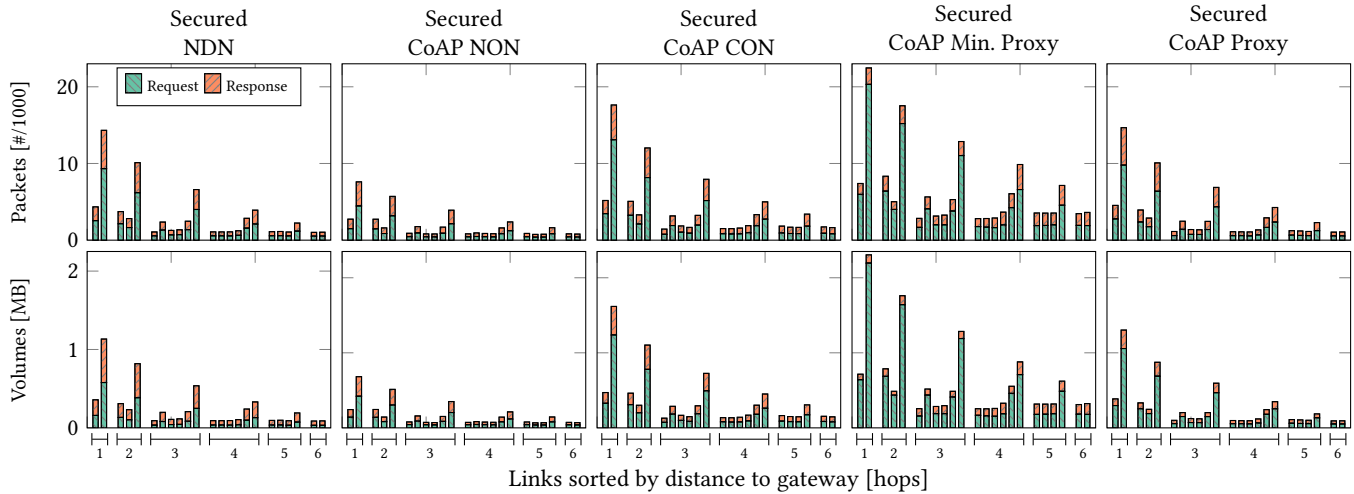 Secured
NDN
Secured
CoAP NON
Secured
CoAP CON
Secured
CoAP Min. Proxy
Secured
CoAP Proxy
Packets [#/1000]
20
10
0
Request Response
Volumes [MB]
2
1
0
1 2 3 4 5 6
1 2 3 4 5 6
1 2 3 4 5 6
1 2 3 4 5 6
1 2 3 4 5 6
Links sorted by distance to gateway [hops]